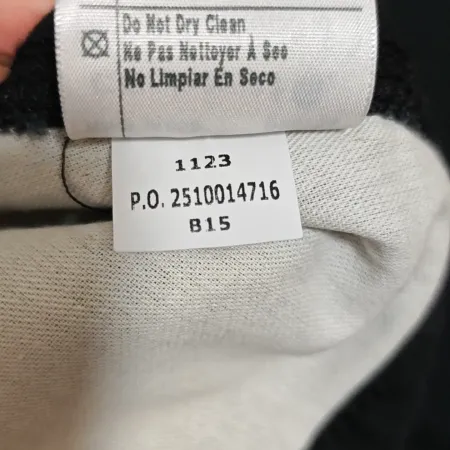 Do Not Dry Clean
Ne Pas Nettoyer À Sec
No Limpiar En Seco
1123
P.O. 2510014716
B15